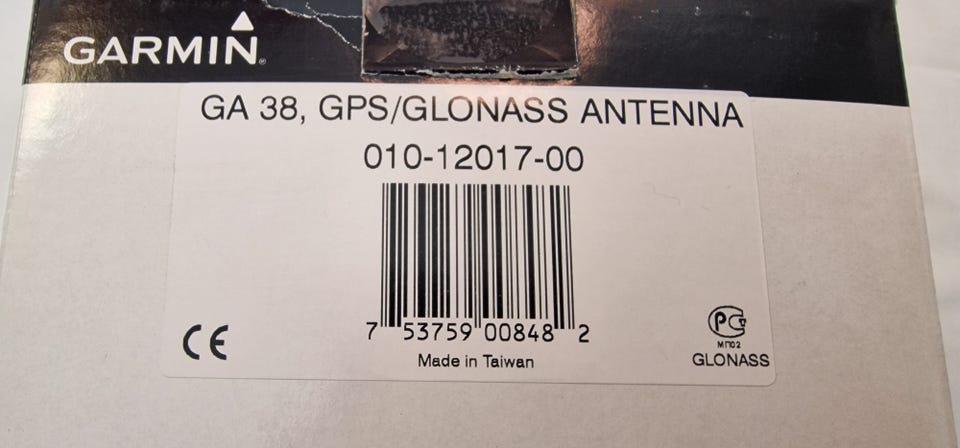 GARMIN
GA 38, GPS/GLONASS ANTENNA
010-12017-00
7 53759 00848 2
Made in Taiwan
CE
РС
МП02
GLONASS